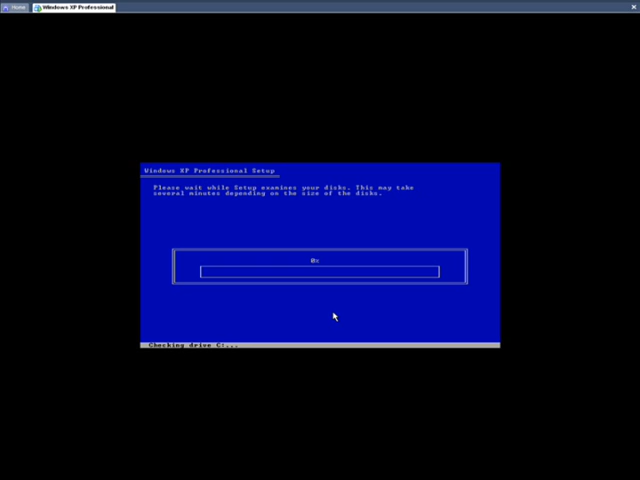 Home
Windows XP Professional
Windows XP Professional Setup
Please wait while Setup examines your disks. This may take
several minutes depending on the size of the disks.
0%
Checking drive C:...